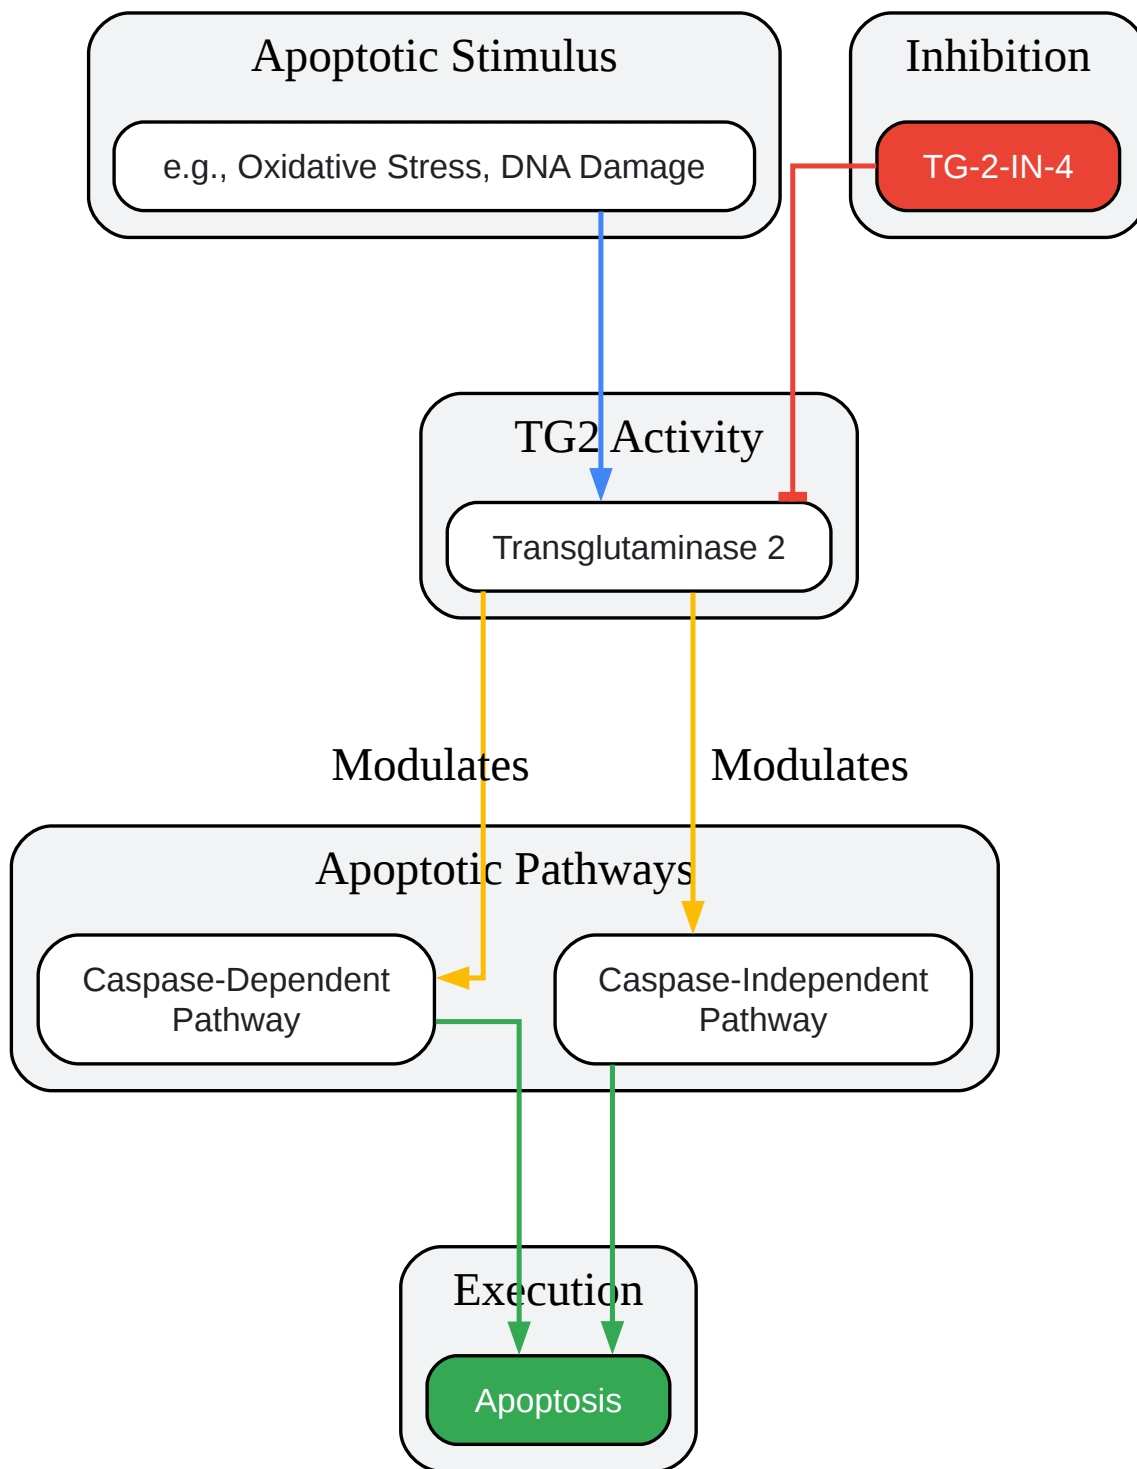 Apoptotic Stimulus
Inhibition
e.g., Oxidative Stress, DNA Damage
TG-2-IN-4
TG2 Activity
Transglutaminase 2
Modulates
Modulates
Apoptotic Pathways
Caspase-Dependent
Pathway
Caspase-Independent
Pathway
Execution
Apoptosis